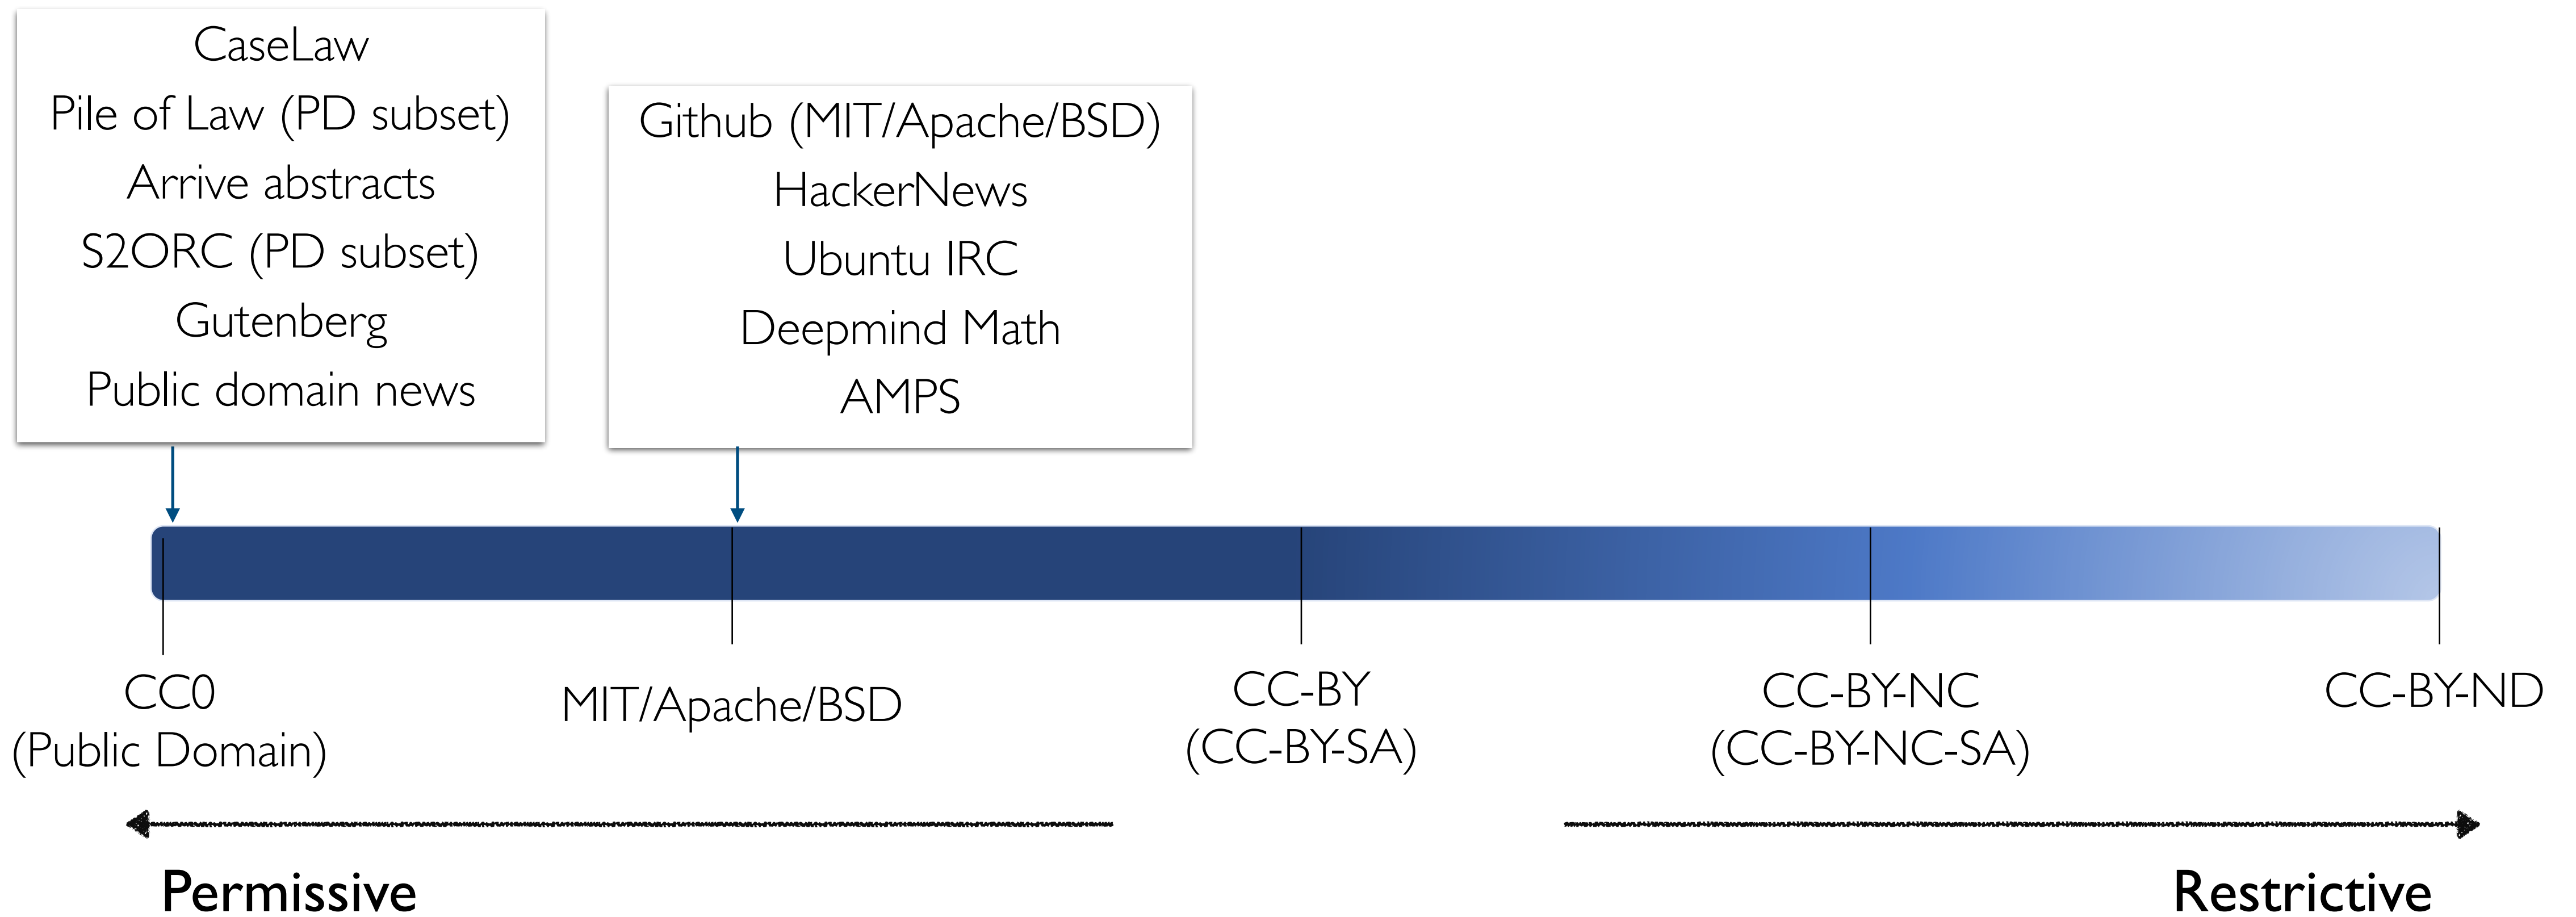 CaseLaw
Pile of Law (PD subset)
Arrive abstracts
S2ORC (PD subset)
Gutenberg
Public domain news
Github (MIT/Apache/BSD)
HackerNews
Ubuntu IRC
Deepmind Math
AMPS
CC0
(Public Domain)
MIT/Apache/BSD
CC-BY
(CC-BY-SA)
CC-BY-NC
(CC-BY-NC-SA)
CC-BY-ND
Permissive
Restrictive